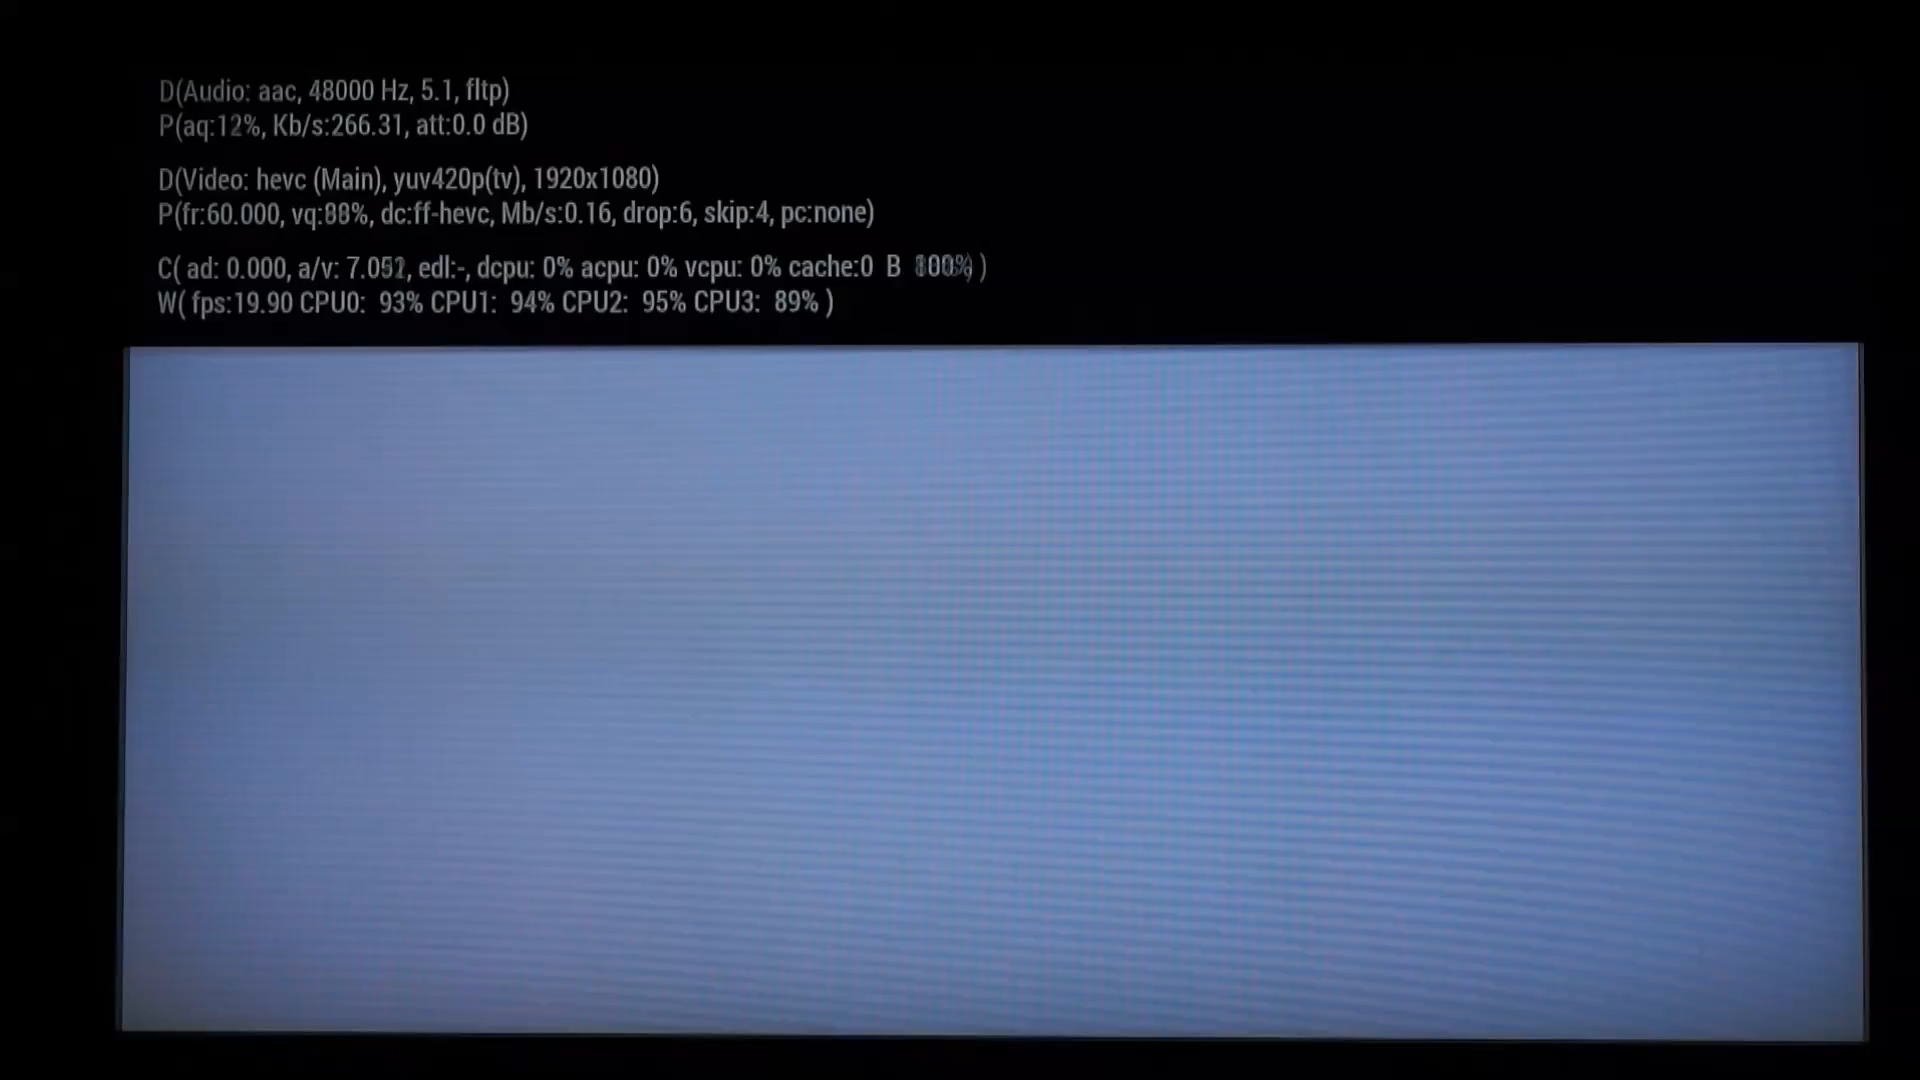 D(Audio: aac, 48000 Hz, 5.1, fltp)
P(aq:12%, Kb/s:266.31, att:0.0 dB)
D(Video: hevc (Main), yuv420p(tv), 1920x1080)
P(fr:60.000, vq:88%, dc:ff-hevc, Mb/s:0.16, drop:6, skip:4, pc:none)
C( ad: 0.000, a/v: edl:-, dcpu: 0% acpu: 0% vcpu: 0% cache:0 B )
W( fps:19.90 CPU0: 93% CPU1: 94% CPU2: 95% CPU3: 89% )